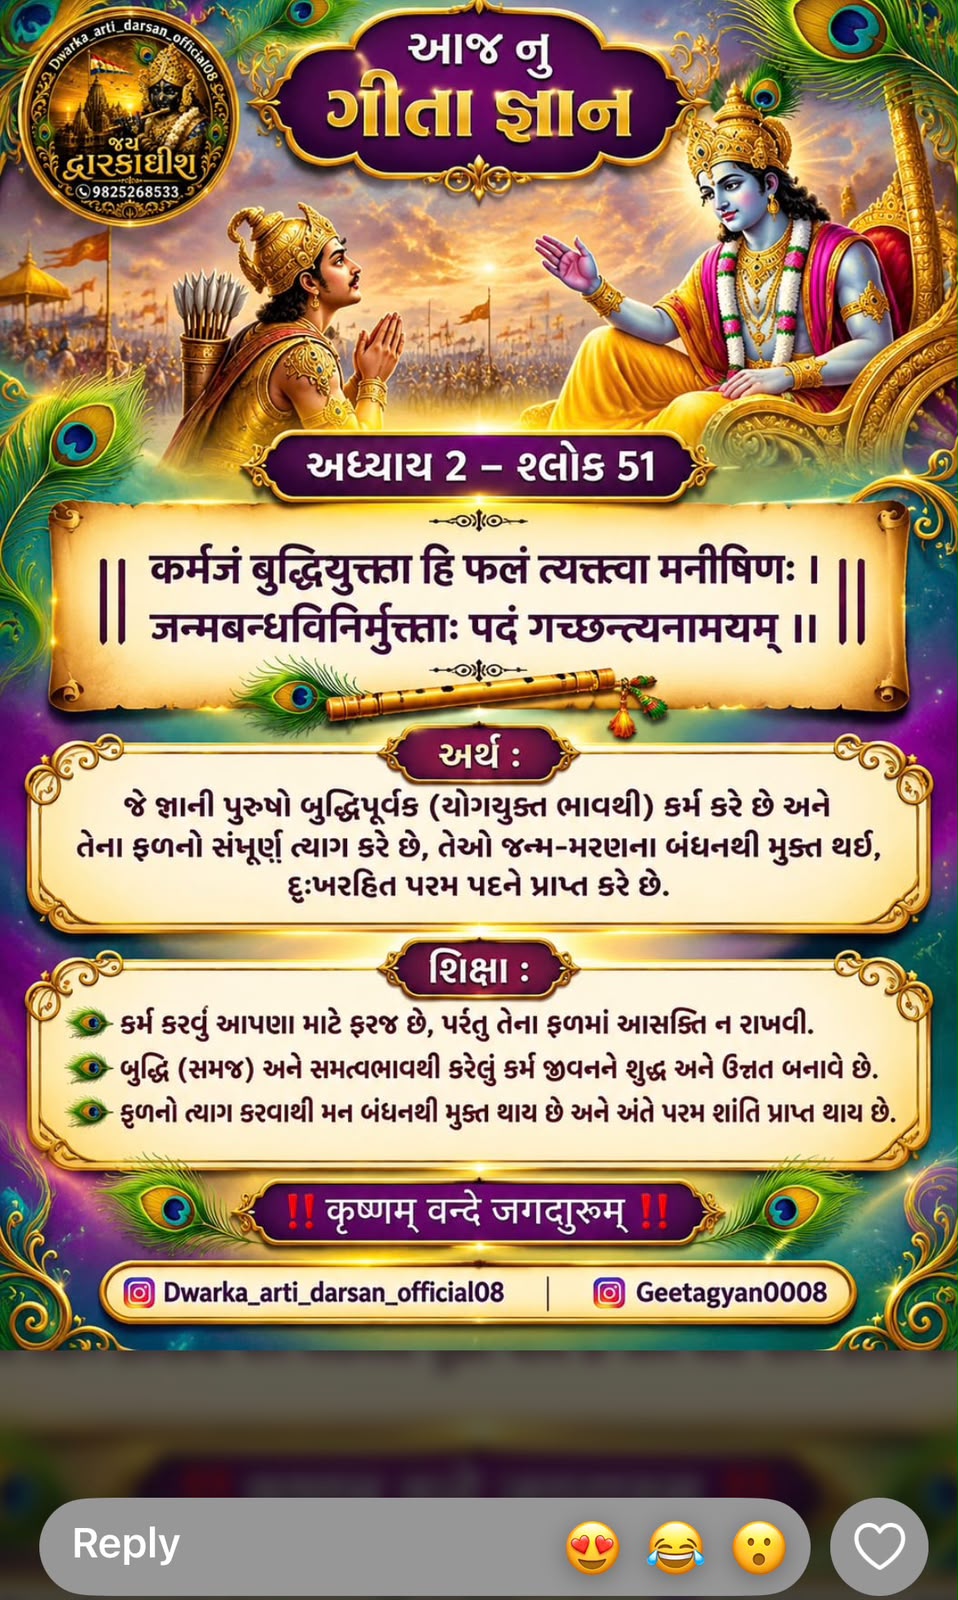 Dwarka_arti_darsan_official08
જય
દ્વારકાધીશ
9825268533
આજ નુ
ગીતા જ્ઞાન
અધ્યાય 2 – શ્લોક 51
|| कर्मजं बुद्धियुक्ता हि फलं त्यक्त्वा मनीषिणः । ||
जन्मबन्धविनिर्मुक्ताः पदं गच्छन्त्यनामयम् ।।
અર્થ :
જે જ્ઞાની પુરુષો બુદ્ધિપૂર્વક (યોગયુક્ત ભાવથી) કર્મ કરે છે અને
તેના ફળનો સંપૂર્ણ ત્યાગ કરે છે, તેઓ જન્મ-મરણના બંધનથી મુક્ત થઈ,
દુઃખરહિત પરમ પદને પ્રાપ્ત કરે છે.
શિક્ષા :
કર્મ કરવું આપણા માટે ફરજ છે, પરંતુ તેના ફળમાં આસક્તિ ન રાખવી.
બુદ્ધિ (સમજ) અને સમત્વભાવથી કરેલું કર્મ જીવનને શુદ્ધ અને ઉન્નત બનાવે છે.
ફળનો ત્યાગ કરવાથી મન બંધનથી મુક્ત થાય છે અને અંતે પરમ શાંતિ પ્રાપ્ત થાય છે.
‼ कृष्णम् वन्दे जगद्गुरूम् ‼
Dwarka_arti_darsan_official08 | Geetagyan0008
Reply